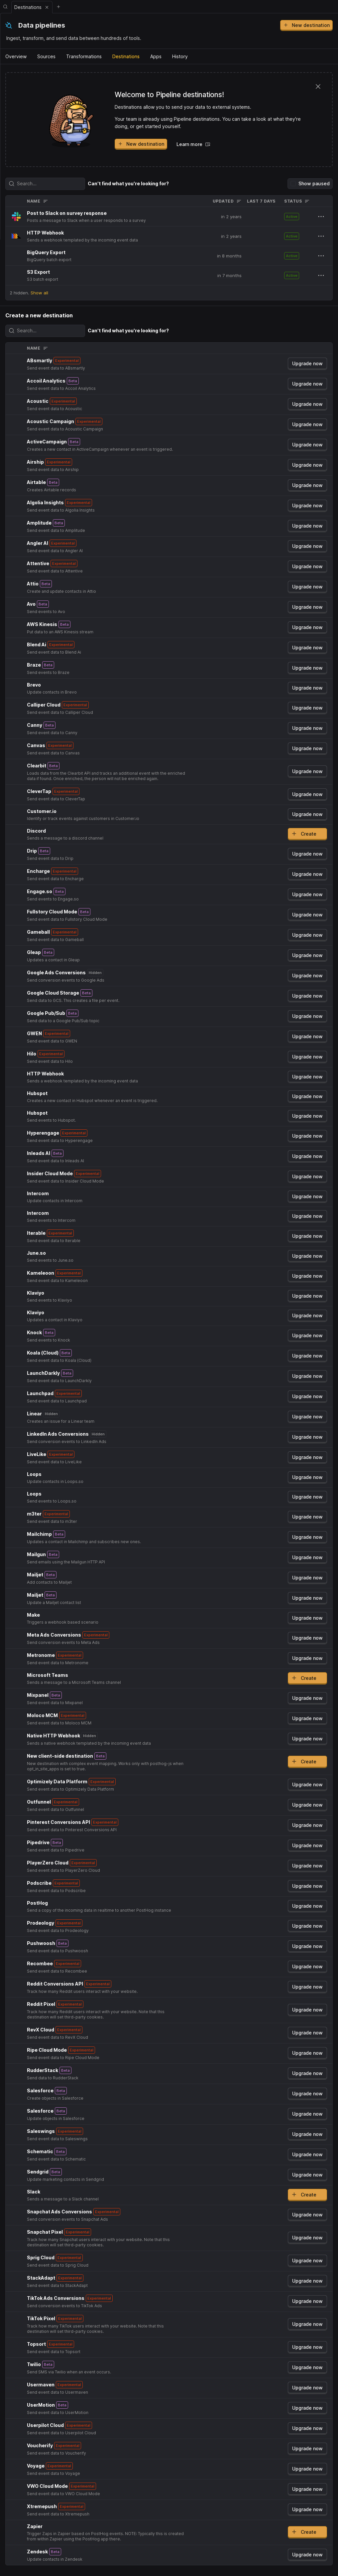 Destinations
Data pipelines
New destination
Ingest, transform, and send data between hundreds of tools.
Overview Sources Transformations Destinations Apps History
Welcome to Pipeline destinations!
Destinations allow you to send your data to external systems.
Your team is already using Pipeline destinations. You can take a look at what they're doing, or get started yourself.
New destination Learn more
Search... Can't find what you're looking for? Show paused
NAME UPDATED LAST 7 DAYS STATUS
Post to Slack on survey response
Posts a message to Slack when a user responds to a survey
in 2 years Active
HTTP Webhook
Sends a webhook templated by the incoming event data
in 2 years Active
BigQuery Export
BigQuery batch export
in 8 months Active
S3 Export
S3 batch export
in 7 months Active
2 hidden. Show all
Create a new destination
Search... Can't find what you're looking for?
NAME
ABsmartly Experimental
Send event data to ABsmartly
Upgrade now
Accoil Analytics Beta
Send event data to Accoil Analytics
Upgrade now
Acoustic Experimental
Send event data to Acoustic
Upgrade now
Acoustic Campaign Experimental
Send event data to Acoustic Campaign
Upgrade now
ActiveCampaign Beta
Creates a new contact in ActiveCampaign whenever an event is triggered.
Upgrade now
Airship Experimental
Send event data to Airship
Upgrade now
Airtable Beta
Creates Airtable records
Upgrade now
Algolia Insights Experimental
Send event data to Algolia Insights
Upgrade now
Amplitude Beta
Send event data to Amplitude
Upgrade now
Angler AI Experimental
Send event data to Angler AI
Upgrade now
Attentive Experimental
Send event data to Attentive
Upgrade now
Attio Beta
Create and update contacts in Attio
Upgrade now
Avo Beta
Send events to Avo
Upgrade now
AWS Kinesis Beta
Put data to an AWS Kinesis stream
Upgrade now
Blend Ai Experimental
Send event data to Blend Ai
Upgrade now
Braze Beta
Send events to Braze
Upgrade now
Brevo
Update contacts in Brevo
Upgrade now
Calliper Cloud Experimental
Send event data to Calliper Cloud
Upgrade now
Canny Beta
Send event data to Canny
Upgrade now
Canvas Experimental
Send event data to Canvas
Upgrade now
Clearbit Beta
Loads data from the Clearbit API and tracks an additional event with the enriched data if found. Once enriched, the person will not be enriched again.
Upgrade now
CleverTap Experimental
Send event data to CleverTap
Upgrade now
Customer.io
Identify or track events against customers in Customer.io
Upgrade now
Discord
Sends a message to a discord channel
Create
Drip Beta
Send event data to Drip
Upgrade now
Encharge Experimental
Send event data to Encharge
Upgrade now
Engage.so Beta
Send events to Engage.so
Upgrade now
Fullstory Cloud Mode Beta
Send event data to Fullstory Cloud Mode
Upgrade now
Gameball Experimental
Send event data to Gameball
Upgrade now
Gleap Beta
Updates a contact in Gleap
Upgrade now
Google Ads Conversions Hidden
Send conversion events to Google Ads
Upgrade now
Google Cloud Storage Beta
Send data to GCS. This creates a file per event.
Upgrade now
Google Pub/Sub Beta
Send data to a Google Pub/Sub topic
Upgrade now
GWEN Experimental
Send event data to GWEN
Upgrade now
Hilo Experimental
Send event data to Hilo
Upgrade now
HTTP Webhook
Sends a webhook templated by the incoming event data
Upgrade now
Hubspot
Creates a new contact in Hubspot whenever an event is triggered.
Upgrade now
Hubspot
Send events to Hubspot.
Upgrade now
Hyperengage Experimental
Send event data to Hyperengage
Upgrade now
Inleads AI Beta
Send event data to Inleads AI
Upgrade now
Insider Cloud Mode Experimental
Send event data to Insider Cloud Mode
Upgrade now
Intercom
Update contacts in Intercom
Upgrade now
Intercom
Send events to Intercom
Upgrade now
Iterable Experimental
Send event data to Iterable
Upgrade now
June.so
Send events to June.so
Upgrade now
Kameleoon Experimental
Send event data to Kameleoon
Upgrade now
Klaviyo
Send events to Klaviyo
Upgrade now
Klaviyo
Updates a contact in Klaviyo
Upgrade now
Knock Beta
Send events to Knock
Upgrade now
Koala (Cloud) Beta
Send event data to Koala (Cloud)
Upgrade now
LaunchDarkly Beta
Send event data to LaunchDarkly
Upgrade now
Launchpad Experimental
Send event data to Launchpad
Upgrade now
Linear Hidden
Creates an issue for a Linear team
Upgrade now
LinkedIn Ads Conversions Hidden
Send conversion events to LinkedIn Ads
Upgrade now
LiveLike Experimental
Send event data to LiveLike
Upgrade now
Loops
Update contacts in Loops.so
Upgrade now
Loops
Send events to Loops.so
Upgrade now
m3ter Experimental
Send event data to m3ter
Upgrade now
Mailchimp Beta
Updates a contact in Mailchimp and subscribes new ones.
Upgrade now
Mailgun Beta
Send emails using the Mailgun HTTP API
Upgrade now
Mailjet Beta
Add contacts to Mailjet
Upgrade now
Mailjet Beta
Update a Mailjet contact list
Upgrade now
Make
Triggers a webhook based scenario
Upgrade now
Meta Ads Conversions Experimental
Send conversion events to Meta Ads
Upgrade now
Metronome Experimental
Send event data to Metronome
Upgrade now
Microsoft Teams
Sends a message to a Microsoft Teams channel
Create
Mixpanel Beta
Send event data to Mixpanel
Upgrade now
Moloco MCM Experimental
Send event data to Moloco MCM
Upgrade now
Native HTTP Webhook Hidden
Sends a native webhook templated by the incoming event data
Upgrade now
New client-side destination Beta
New destination with complex event mapping. Works only with posthog-js when opt_in_site_apps is set to true.
Create
Optimizely Data Platform Experimental
Send event data to Optimizely Data Platform
Upgrade now
Outfunnel Experimental
Send event data to Outfunnel
Upgrade now
Pinterest Conversions API Experimental
Send event data to Pinterest Conversions API
Upgrade now
Pipedrive Beta
Send event data to Pipedrive
Upgrade now
PlayerZero Cloud Experimental
Send event data to PlayerZero Cloud
Upgrade now
Podscribe Experimental
Send event data to Podscribe
Upgrade now
PostHog
Send a copy of the incoming data in realtime to another PostHog instance
Upgrade now
Prodeology Experimental
Send event data to Prodeology
Upgrade now
Pushwoosh Beta
Send event data to Pushwoosh
Upgrade now
Recombee Experimental
Send event data to Recombee
Upgrade now
Reddit Conversions API Experimental
Track how many Reddit users interact with your website.
Upgrade now
Reddit Pixel Experimental
Track how many Reddit users interact with your website. Note that this destination will set third-party cookies.
Upgrade now
RevX Cloud Experimental
Send event data to RevX Cloud
Upgrade now
Ripe Cloud Mode Experimental
Send event data to Ripe Cloud Mode
Upgrade now
RudderStack Beta
Send data to RudderStack
Upgrade now
Salesforce Beta
Create objects in Salesforce
Upgrade now
Salesforce Beta
Update objects in Salesforce
Upgrade now
Saleswings Experimental
Send event data to Saleswings
Upgrade now
Schematic Beta
Send event data to Schematic
Upgrade now
Sendgrid Beta
Update marketing contacts in Sendgrid
Upgrade now
Slack
Sends a message to a Slack channel
Create
Snapchat Ads Conversions Experimental
Send conversion events to Snapchat Ads
Upgrade now
Snapchat Pixel Experimental
Track how many Snapchat users interact with your website. Note that this destination will set third-party cookies.
Upgrade now
Sprig Cloud Experimental
Send event data to Sprig Cloud
Upgrade now
StackAdapt Experimental
Send event data to StackAdapt
Upgrade now
TikTok Ads Conversions Experimental
Send conversion events to TikTok Ads
Upgrade now
TikTok Pixel Experimental
Track how many TikTok users interact with your website. Note that this destination will set third-party cookies.
Upgrade now
Topsort Experimental
Send event data to Topsort
Upgrade now
Twilio Beta
Send SMS via Twilio when an event occurs.
Upgrade now
Usermaven Experimental
Send event data to Usermaven
Upgrade now
UserMotion Beta
Send event data to UserMotion
Upgrade now
Userpilot Cloud Experimental
Send event data to Userpilot Cloud
Upgrade now
Voucherify Experimental
Send event data to Voucherify
Upgrade now
Voyage Experimental
Send event data to Voyage
Upgrade now
VWO Cloud Mode Experimental
Send event data to VWO Cloud Mode
Upgrade now
Xtremepush Experimental
Send event data to Xtremepush
Upgrade now
Zapier
Trigger Zaps in Zapier based on PostHog events. NOTE: Typically this is created from within Zapier using the PostHog app there.
Create
Zendesk Beta
Update contacts in Zendesk
Upgrade now